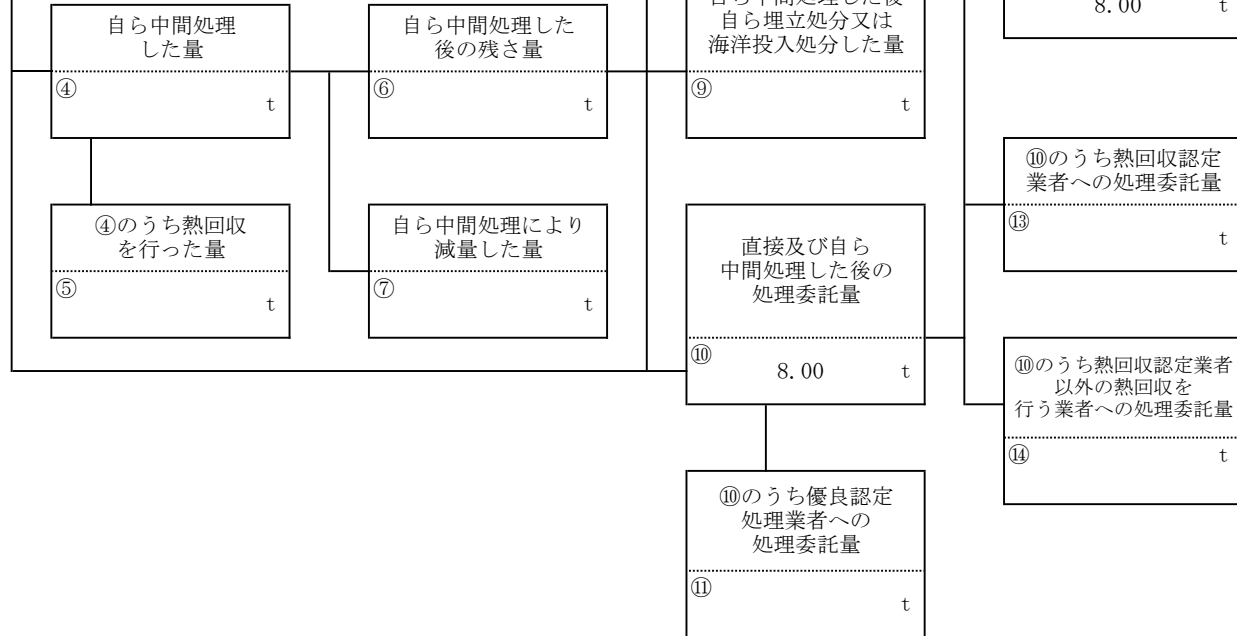 自ら中間処理
した量
④
t
自ら中間処理した
後の残さ量
⑥
t
自ら埋立処分又は
海洋投入処分した量
⑨
t
8.00 t
④のうち熱回収
を行った量
⑤
t
自ら中間処理により
減量した量
⑦
t
直接及び自ら
中間処理した後の
処理委託量
⑩
8.00 t
⑩のうち熱回収認定
業者への処理委託量
⑬
t
⑩のうち熱回収認定業者
以外の熱回収を
行う業者への処理委託量
⑭ t
⑩のうち優良認定
処理業者への
処理委託量
⑪
t